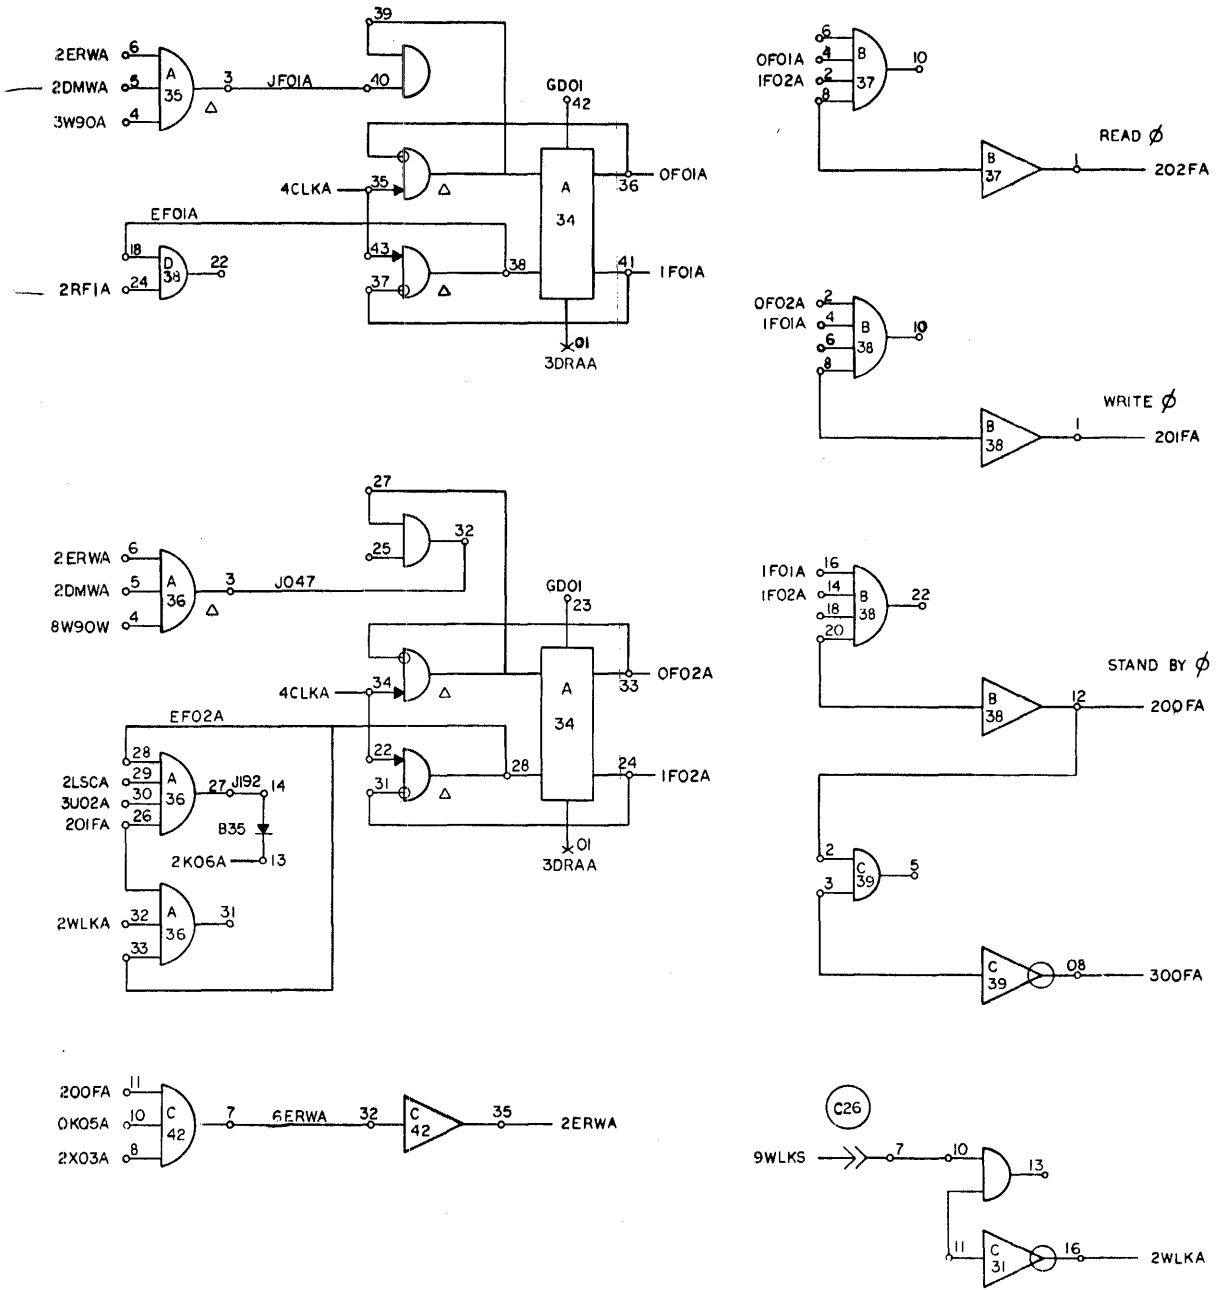 39
2ERWA 6
2DMWA 5
3W90A 4
A
35
3 JF01A 40
GD01
42
4CLKA 35
36 0F01A
A
34
EF01A
18
D
38
22
2RF1A 24
43
37
38
41 1F01A
01
3DRAA
6
0F01A 4
1F02A 2
8
B
37
10
B
37
1
READ Ø
202FA
0F02A 2
1F01A 4
6
8
B
38
10
B
38
1
WRITE Ø
201FA
27
25
32
2ERWA 6
2DMWA 5
8W90W 4
A
36
3 J047
GD01
23
4CLKA 34
33 0F02A
A
34
EF02A
28
2LSCA 29
3U02A 30
201FA 26
A
36
27 J192 14
B35
2K06A 13
22
31
28
24 1F02A
01
3DRAA
2WLKA 32
33
A
36
31
1F01A 16
1F02A 14
18
20
B
38
22
B
38
12
STAND BY Ø
200FA
2
3
C
39
5
C
39
08 300FA
200FA 11
0K05A 10
2X03A 8
C
42
7 6ERWA 32
C
42
35 2ERWA
C26
9WLKS 7 10
13
11
C
31
16 2WLKA